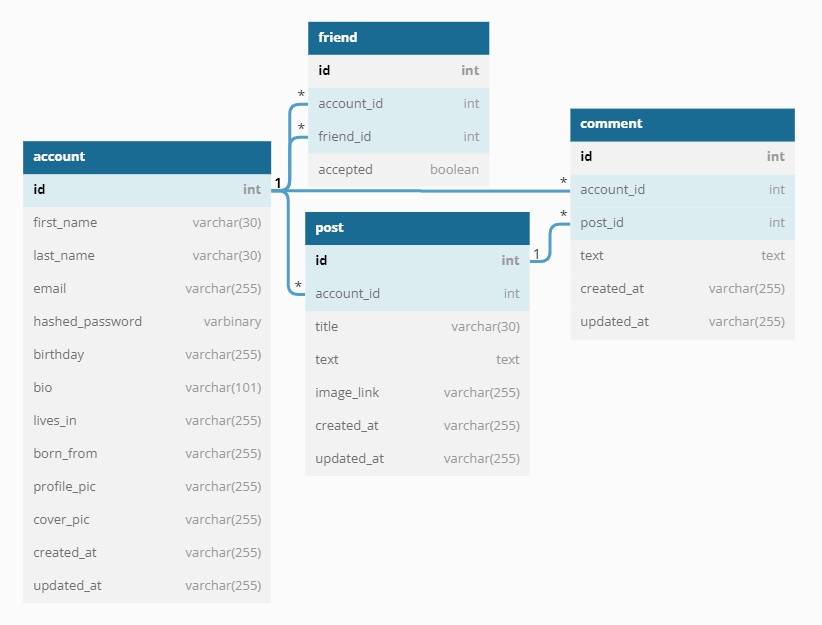 friend
id int
* account_id int
* friend_id int
accepted boolean
account
id int 1
first_name varchar(30)
last_name varchar(30)
email varchar(255)
hashed_password varbinary
birthday varchar(255)
bio varchar(101)
lives_in varchar(255)
born_from varchar(255)
profile_pic varchar(255)
cover_pic varchar(255)
created_at varchar(255)
updated_at varchar(255)
post
id int 1
* account_id int
title varchar(30)
text text
image_link varchar(255)
created_at varchar(255)
updated_at varchar(255)
comment
id int
* account_id int
* post_id int
text text
created_at varchar(255)
updated_at varchar(255)